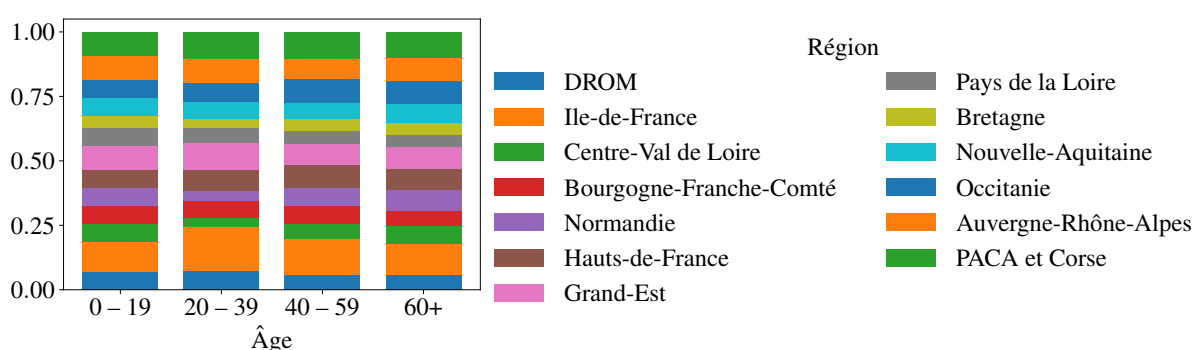 1.00
0.75
0.50
0.25
0.00
0 – 19
20 – 39
40 – 59
60+
Âge
Région
DROM
Ile-de-France
Centre-Val de Loire
Bourgogne-Franche-Comté
Normandie
Hauts-de-France
Grand-Est
Pays de la Loire
Bretagne
Nouvelle-Aquitaine
Occitanie
Auvergne-Rhône-Alpes
PACA et Corse